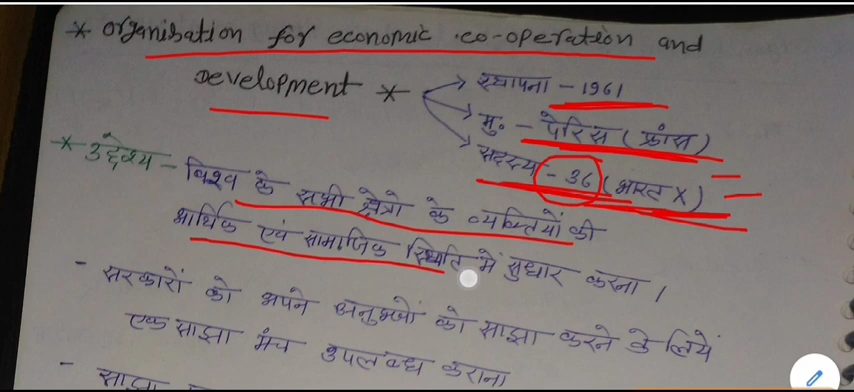 * Organisation for economic co-operation and
Development *
स्थापना - 1961
मु. - पेरिस (फ्रांस)
सदस्य - 36 (भारत X)
* उद्देश्य - विश्व के सभी क्षेत्रो के व्यक्तियों की
आर्थिक एवं सामाजिक स्थिति में सुधार करना।
- सरकारों को अपने अनुभवों को साझा करने के लिये
एक साझा मंच उपलब्ध कराना
- साझा